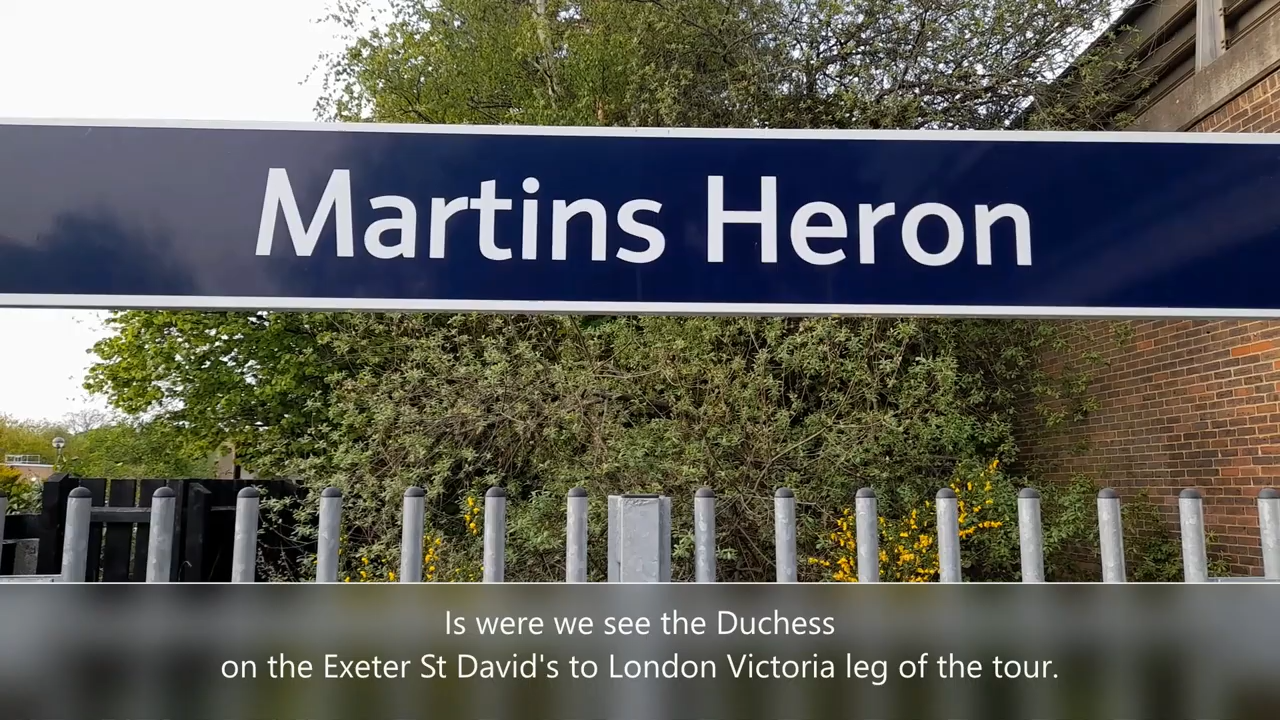 Martins Heron
Is were we see the Duchess
on the Exeter St David's to London Victoria leg of the tour.